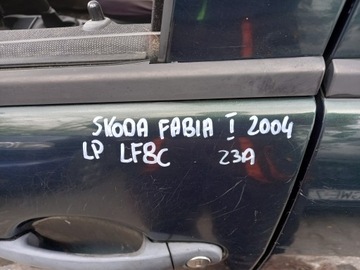 SKODA FABIA I 2004
LP LF8C 23A